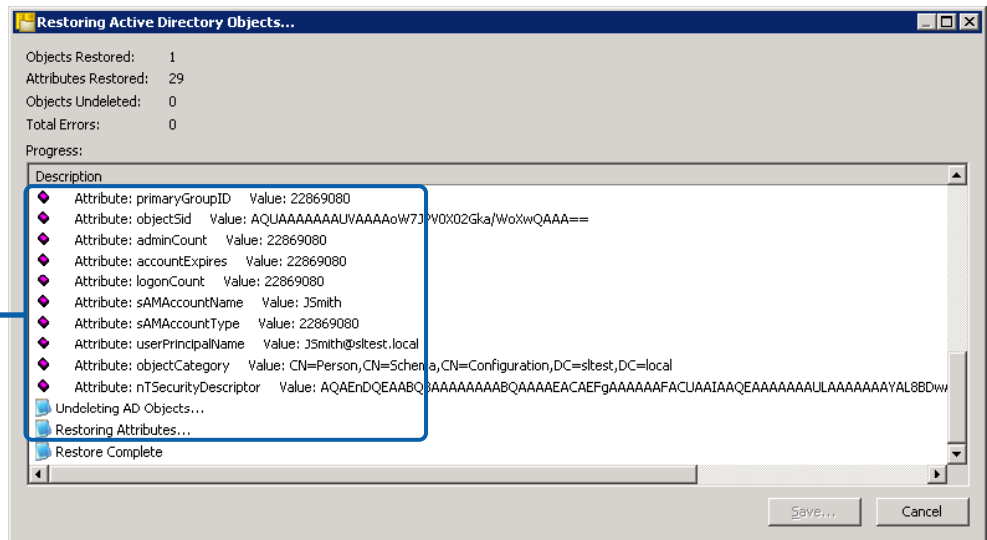 Restoring Active Directory Objects...
Objects Restored: 1
Attributes Restored: 29
Objects Undeleted: 0
Total Errors: 0
Progress:
Description
Attribute: primaryGroupID Value: 22869080
Attribute: objectSid Value: AQUAAAAAAAUVAAAAoW7JPV0X02Gka/WoXwQAAA==
Attribute: adminCount Value: 22869080
Attribute: accountExpires Value: 22869080
Attribute: logonCount Value: 22869080
Attribute: sAMAccountName Value: JSmith
Attribute: sAMAccountType Value: 22869080
Attribute: userPrincipalName Value: JSmith@sltest.local
Attribute: objectCategory Value: CN=Person,CN=Schema,CN=Configuration,DC=sltest,DC=local
Attribute: nTSecurityDescriptor Value:
Undeleting AD Objects...
Restoring Attributes...
Restore Complete
Save...
Cancel